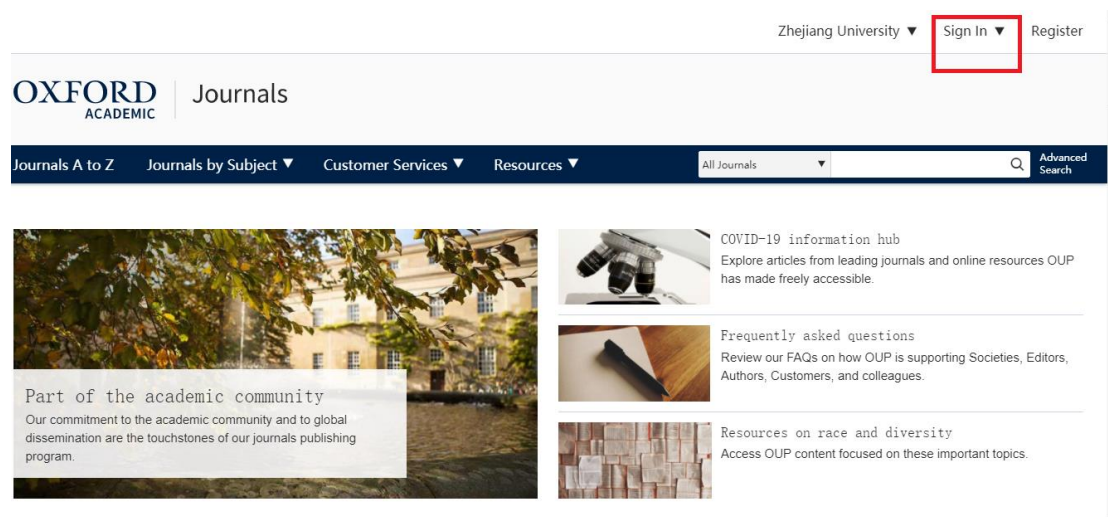 Zhejiang University ▼ Sign In ▼ Register
OXFORD
ACADEMIC
Journals
Journals A to Z Journals by Subject ▼ Customer Services ▼ Resources ▼ All Journals ▼ Advanced
Search
COVID-19 information hub
Explore articles from leading journals and online resources OUP
has made freely accessible.
Frequently asked questions
Review our FAQs on how OUP is supporting Societies, Editors,
Authors, Customers, and colleagues.
Part of the academic community
Our commitment to the academic community and to global
dissemination are the touchstones of our journals publishing
program.
Resources on race and diversity
Access OUP content focused on these important topics.